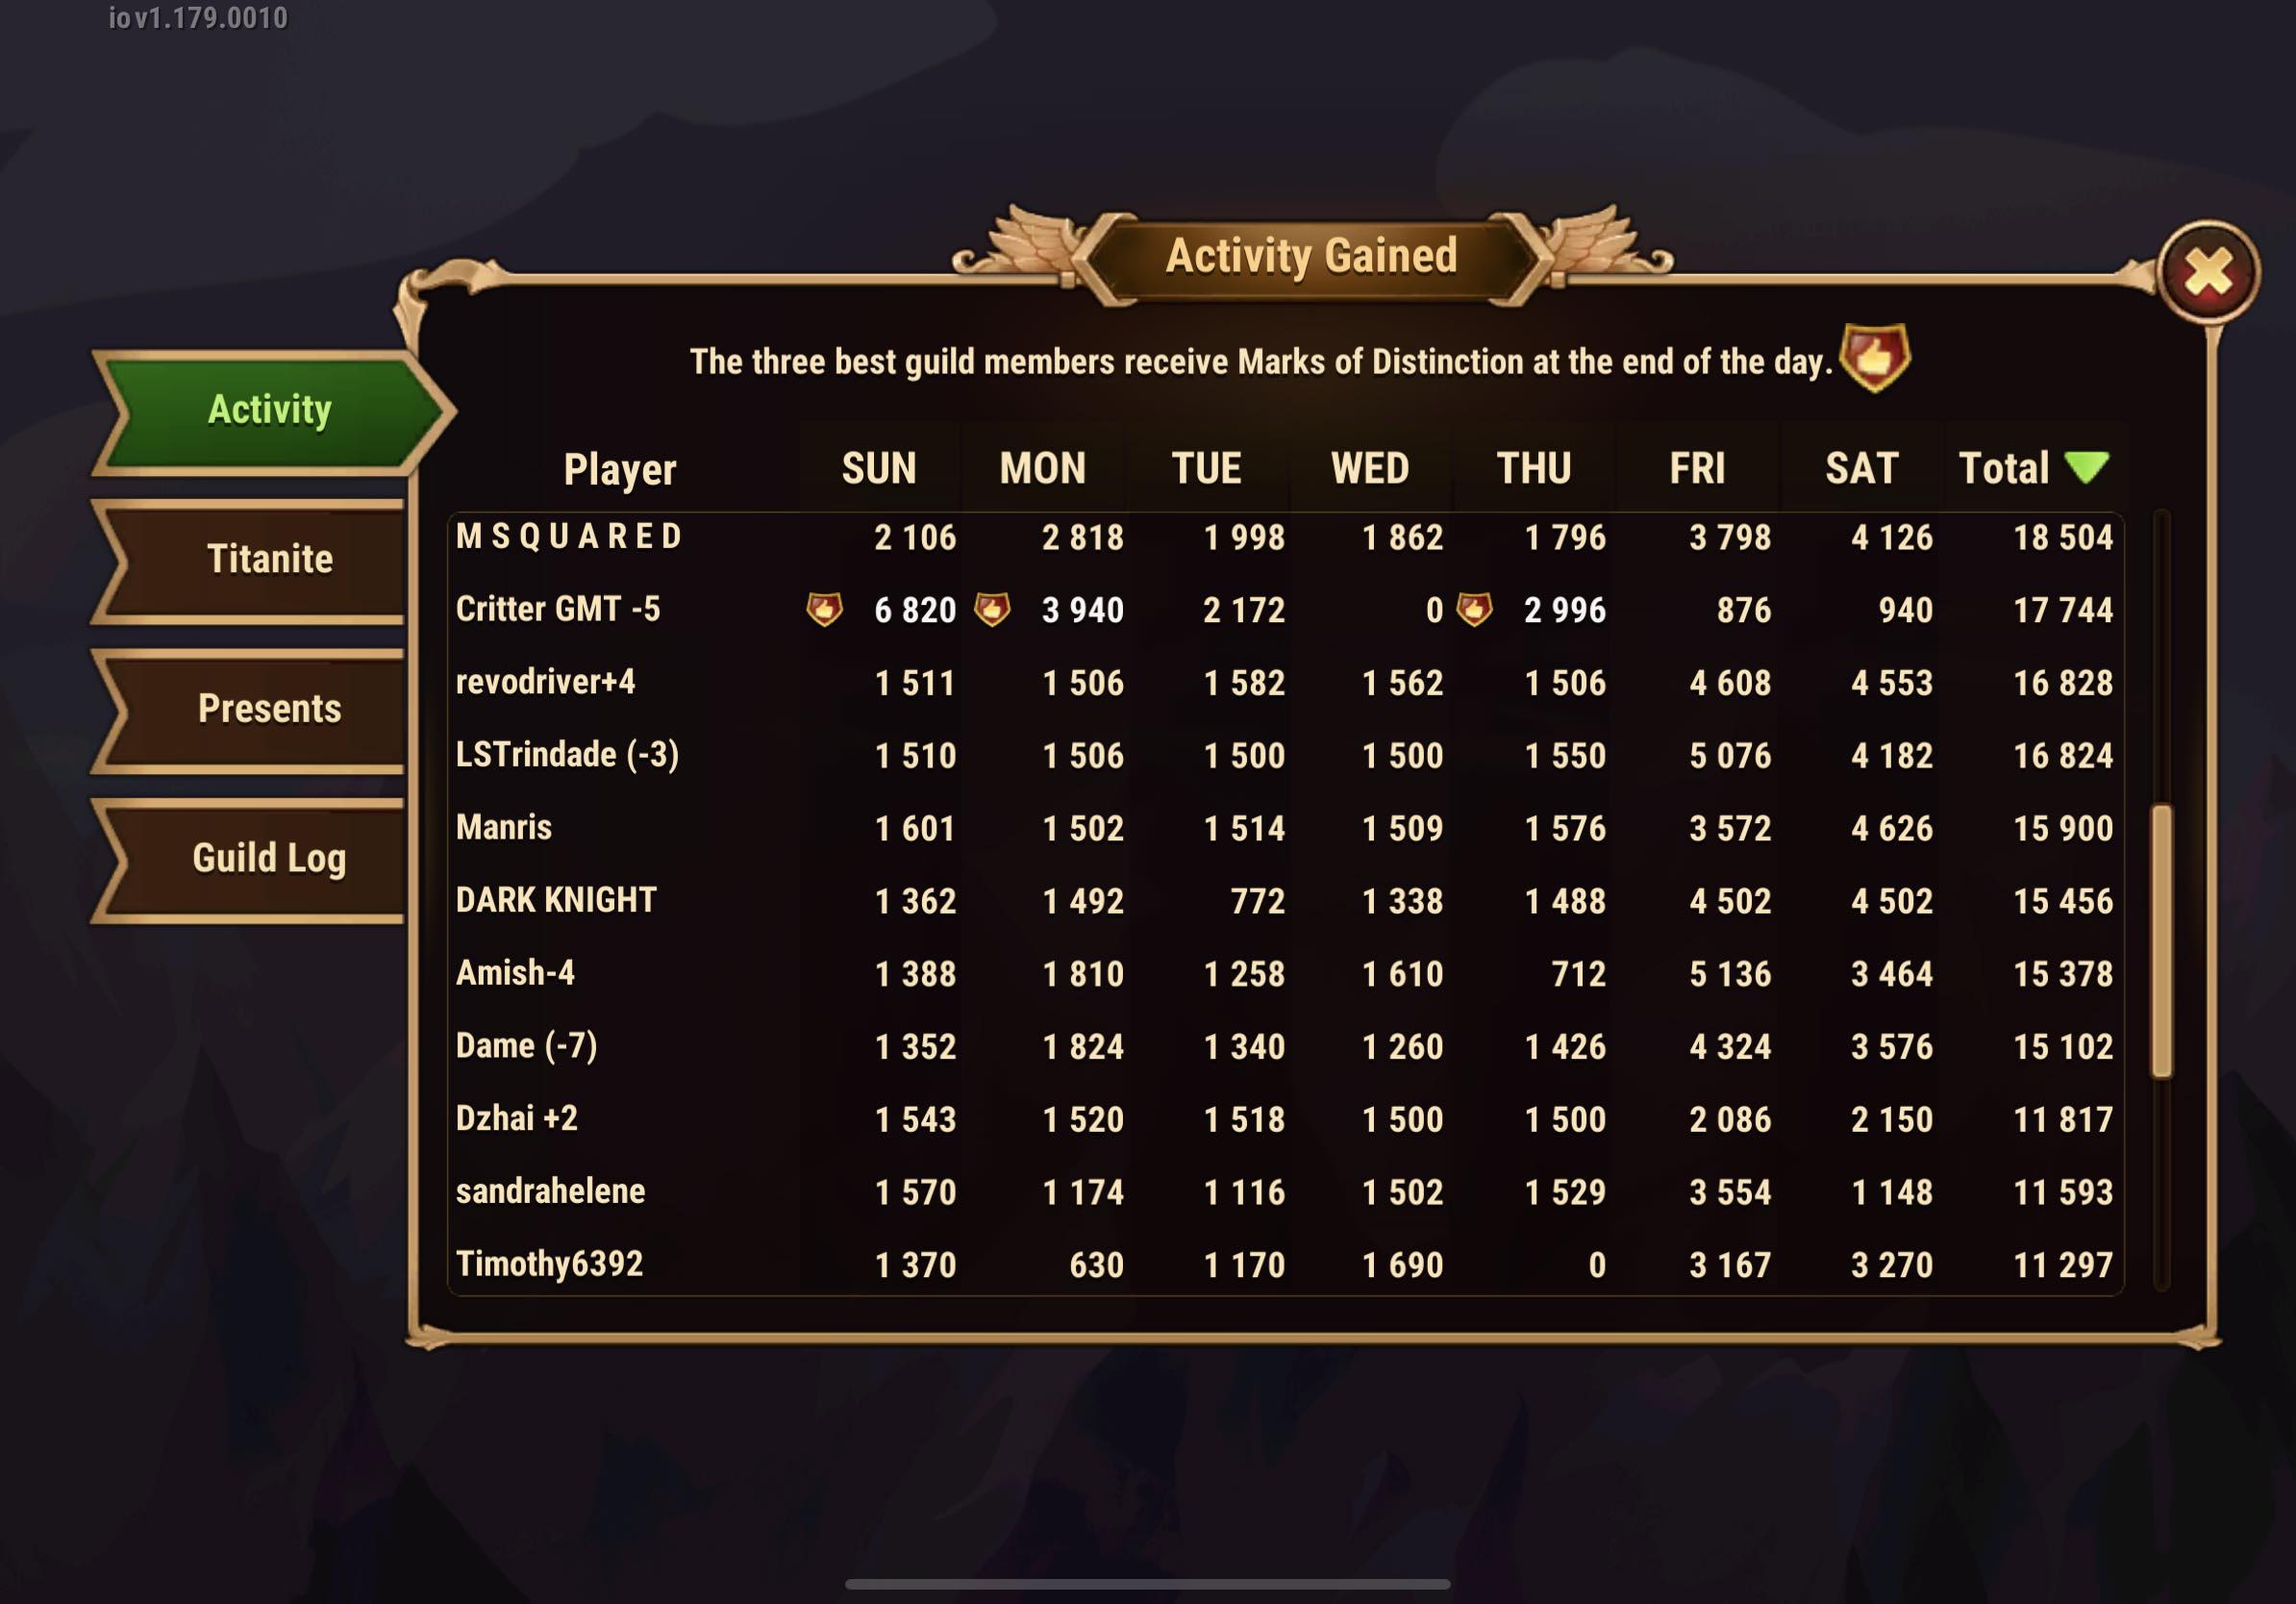 iov1.179.0010
Activity Gained
The three best guild members receive Marks of Distinction at the end of the day.
Activity
Titanite
Presents
Guild Log
Player SUN MON TUE WED THU FRI SAT Total
M S Q U A R E D 2 106 2 818 1 998 1 862 1 796 3 798 4 126 18 504
Critter GMT -5 6 820 3 940 2 172 0 2 996 876 940 17 744
revodriver+4 1 511 1 506 1 582 1 562 1 506 4 608 4 553 16 828
LSTrindade (-3) 1 510 1 506 1 500 1 500 1 550 5 076 4 182 16 824
Manris 1 601 1 502 1 514 1 509 1 576 3 572 4 626 15 900
DARK KNIGHT 1 362 1 492 772 1 338 1 488 4 502 4 502 15 456
Amish-4 1 388 1 810 1 258 1 610 712 5 136 3 464 15 378
Dame (-7) 1 352 1 824 1 340 1 260 1 426 4 324 3 576 15 102
Dzhai +2 1 543 1 520 1 518 1 500 1 500 2 086 2 150 11 817
sandrahelene 1 570 1 174 1 116 1 502 1 529 3 554 1 148 11 593
Timothy6392 1 370 630 1 170 1 690 0 3 167 3 270 11 297